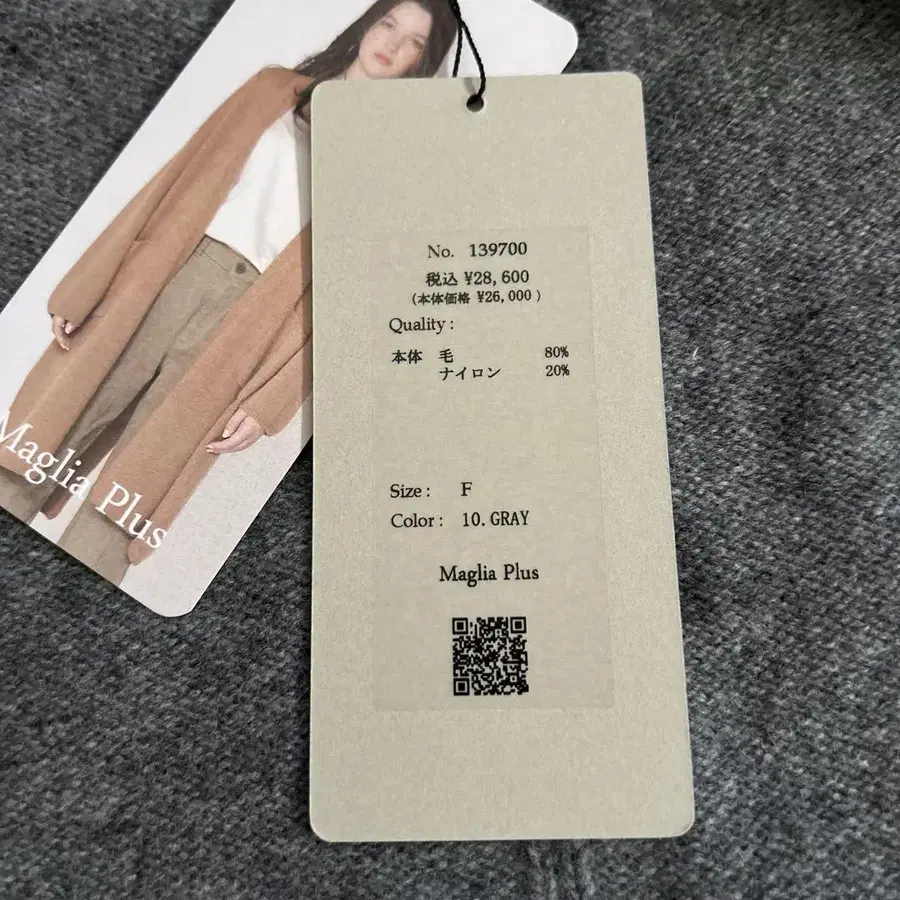 No. 139700
税込 ¥28,600
(本体価格 ¥26,000 )
Quality :
本体 毛 80%
ナイロン 20%
Size : F
Color : 10. GRAY
Maglia Plus
Maglia Plus